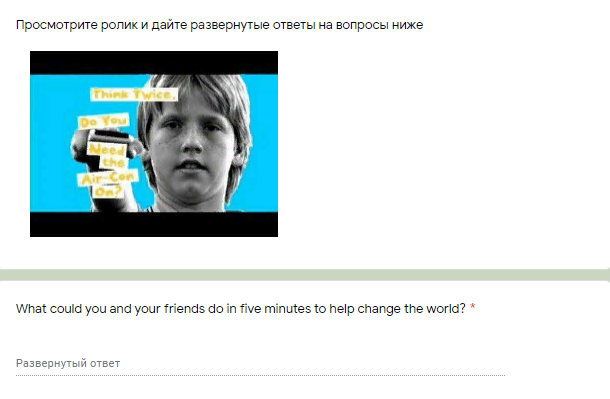 Просмотрите ролик и дайте развернутые ответы на вопросы ниже
Think Twice.
Do You
Need
the
Air-Con
On?
What could you and your friends do in five minutes to help change the world? *
Развернутый ответ